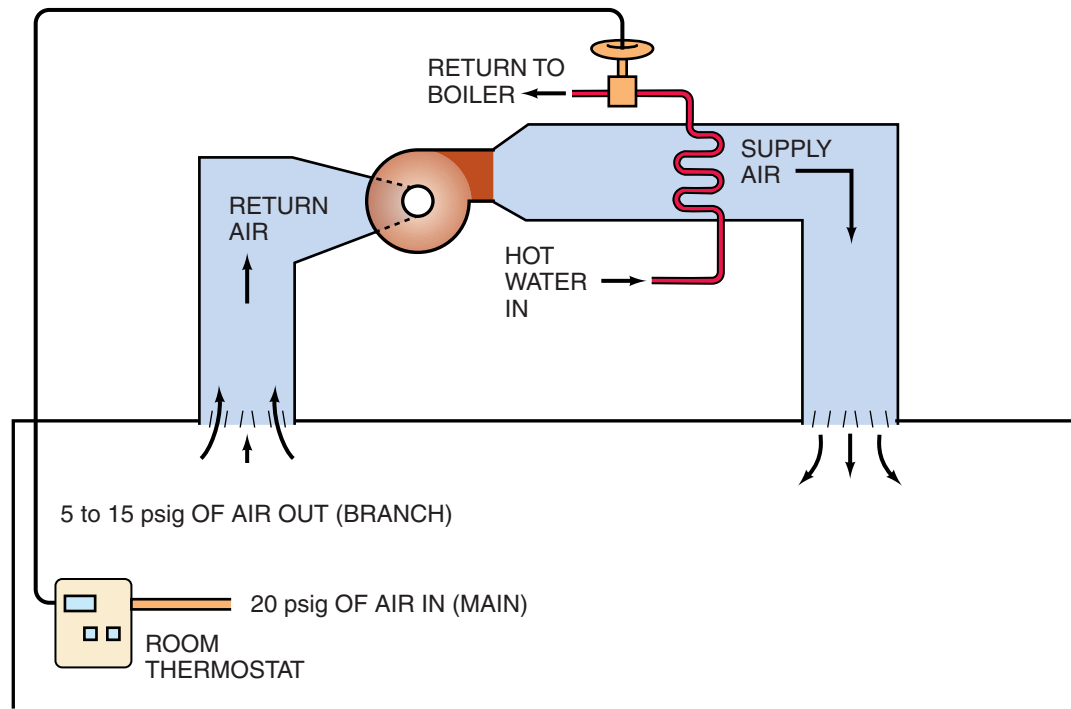 RETURN TO
BOILER
SUPPLY
AIR
RETURN
AIR
HOT
WATER
IN
5 to 15 psig OF AIR OUT (BRANCH)
20 psig OF AIR IN (MAIN)
ROOM
THERMOSTAT